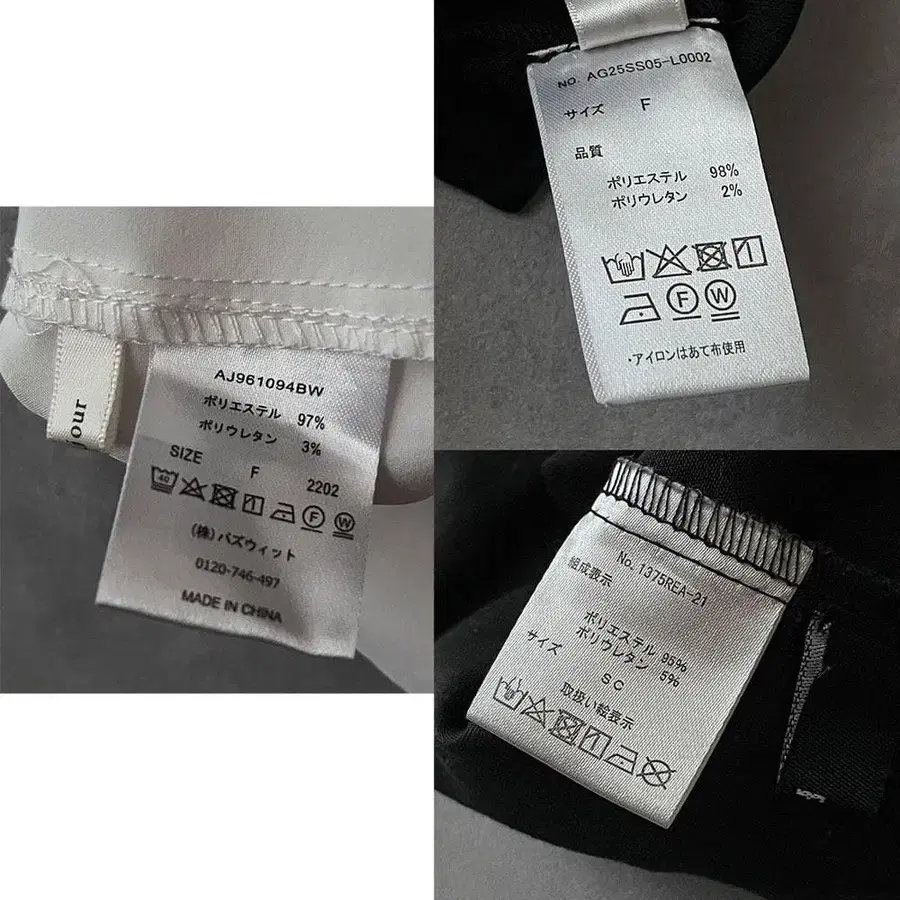 your
AJ961094BW
ポリエステル 97%
ポリウレタン 3%
SIZE F 2202
40
(株)バズウィット
0120-746-497
MADE IN CHINA
NO. AG25SS05-L0002
サイズ F
品質
ポリエステル 98%
ポリウレタン 2%
F W
・アイロンはあて布使用
No. 1375REA-21
組成表示
ポリエステル 95%
ポリウレタン 5%
サイズ SC
取扱い絵表示